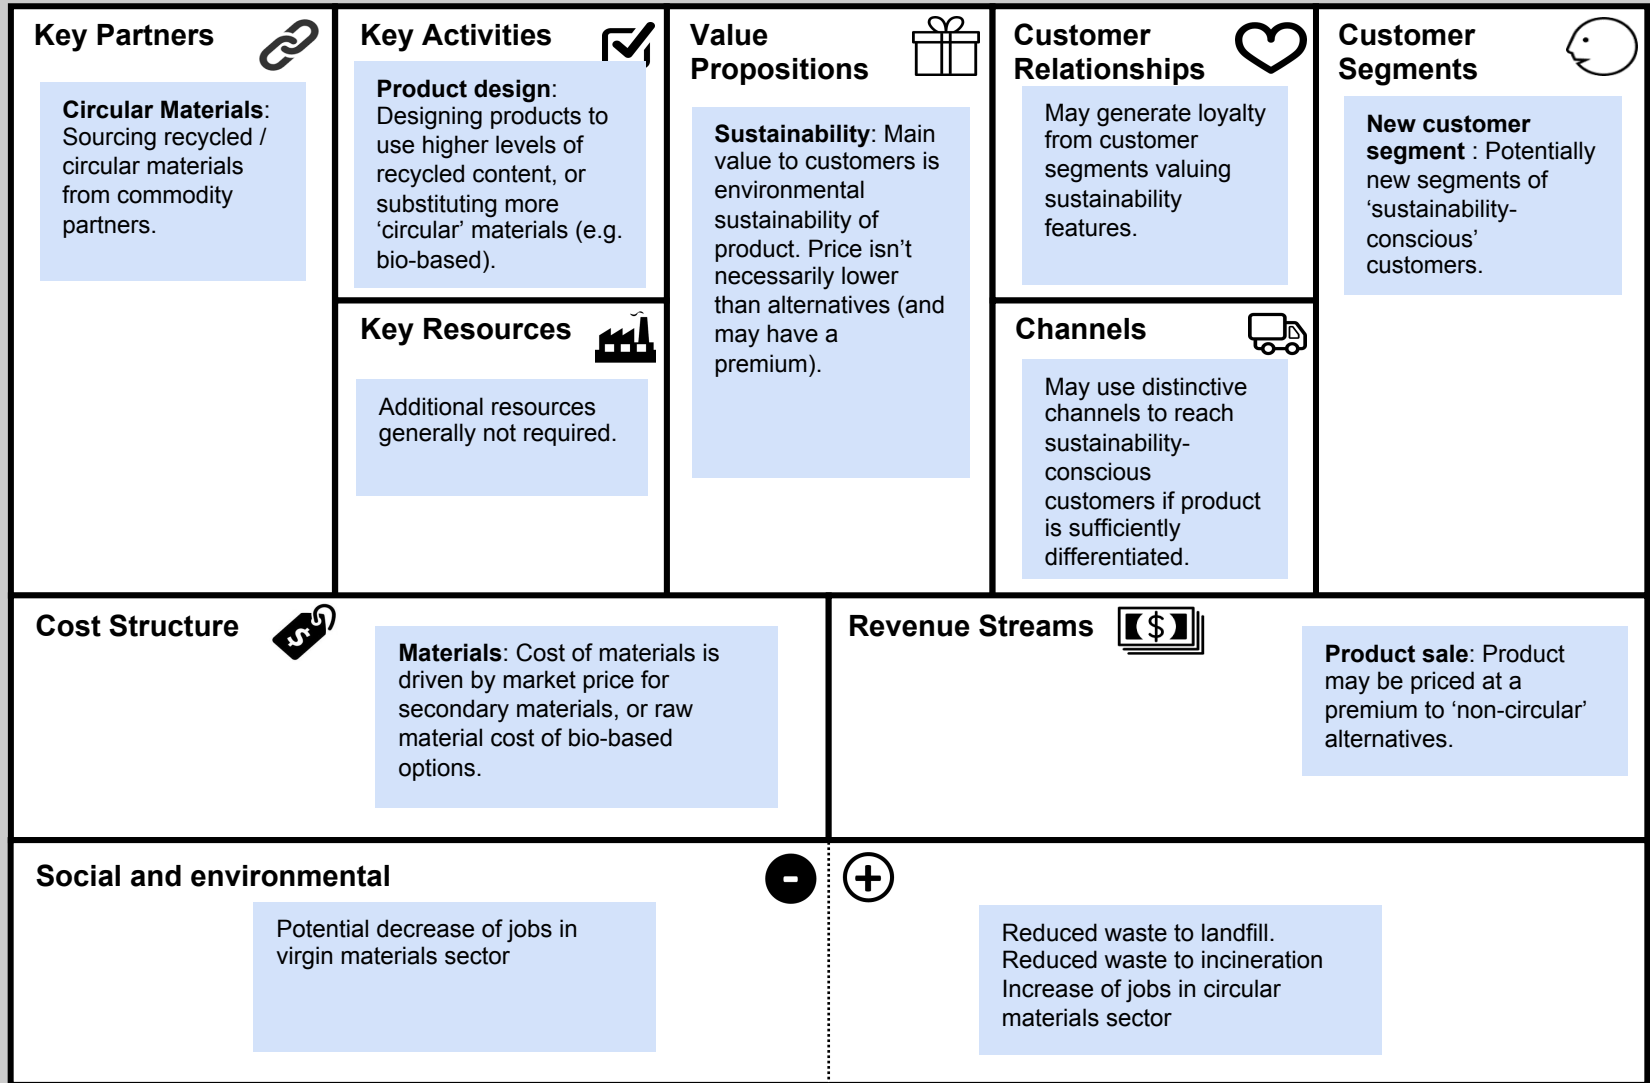 Key Partners
Circular Materials:
Sourcing recycled /
circular materials
from commodity
partners.
Key Activities
Product design:
Designing products to
use higher levels of
recycled content, or
substituting more
‘circular’ materials (e.g.
bio-based).
Key Resources
Additional resources
generally not required.
Value
Propositions
Sustainability: Main
value to customers is
environmental
sustainability of
product. Price isn’t
necessarily lower
than alternatives (and
may have a
premium).
Customer
Relationships
May generate loyalty
from customer
segments valuing
sustainability
features.
Channels
May use distinctive
channels to reach
sustainability-
conscious
customers if product
is sufficiently
differentiated.
Customer
Segments
New customer
segment : Potentially
new segments of
‘sustainability-
conscious’
customers.
Cost Structure
$ $
Materials: Cost of materials is
driven by market price for
secondary materials, or raw
material cost of bio-based
options.
Revenue Streams
$
Product sale: Product
may be priced at a
premium to ‘non-circular’
alternatives.
Social and environmental
-
+
Potential decrease of jobs in
virgin materials sector
Reduced waste to landfill.
Reduced waste to incineration
Increase of jobs in circular
materials sector